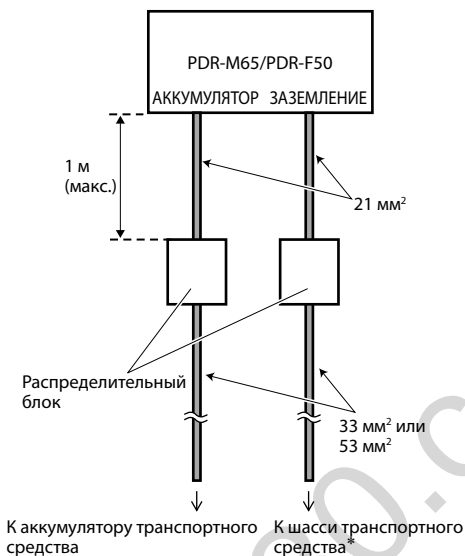 PDR-M65/PDR-F50
АККУМУЛЯТОР ЗАЗЕМЛЕНИЕ
1 м
(макс.)
21 мм²
Распределительный
блок
33 мм² или
53 мм²
К аккумулятору транспортного
средства
К шасси транспортного
средства*